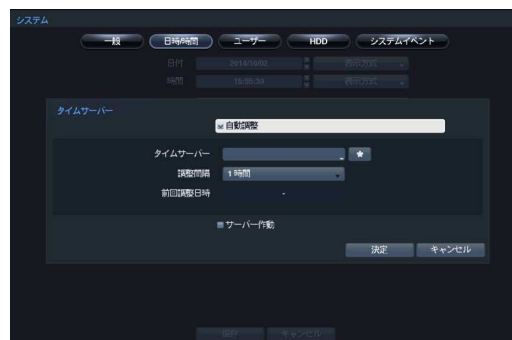 システム
一般 日時/時間 ユーザー HDD システムイベント
日付 2014/10/02 表示方式
時間 15:55:30 表示方式
タイムサーバー
自動調整
タイムサーバー
調整間隔 1 時間
前回調整日時 -
サーバー作動
決定 キャンセル
キャンセル